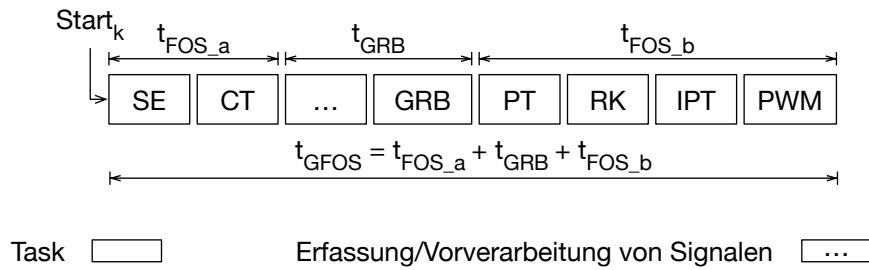 Start_k
t_FOS_a t_GRB t_FOS_b
SE CT ... GRB PT RK IPT PWM
t_GFOS = t_FOS_a + t_GRB + t_FOS_b
Task Erfassung/Vorverarbeitung von Signalen ...